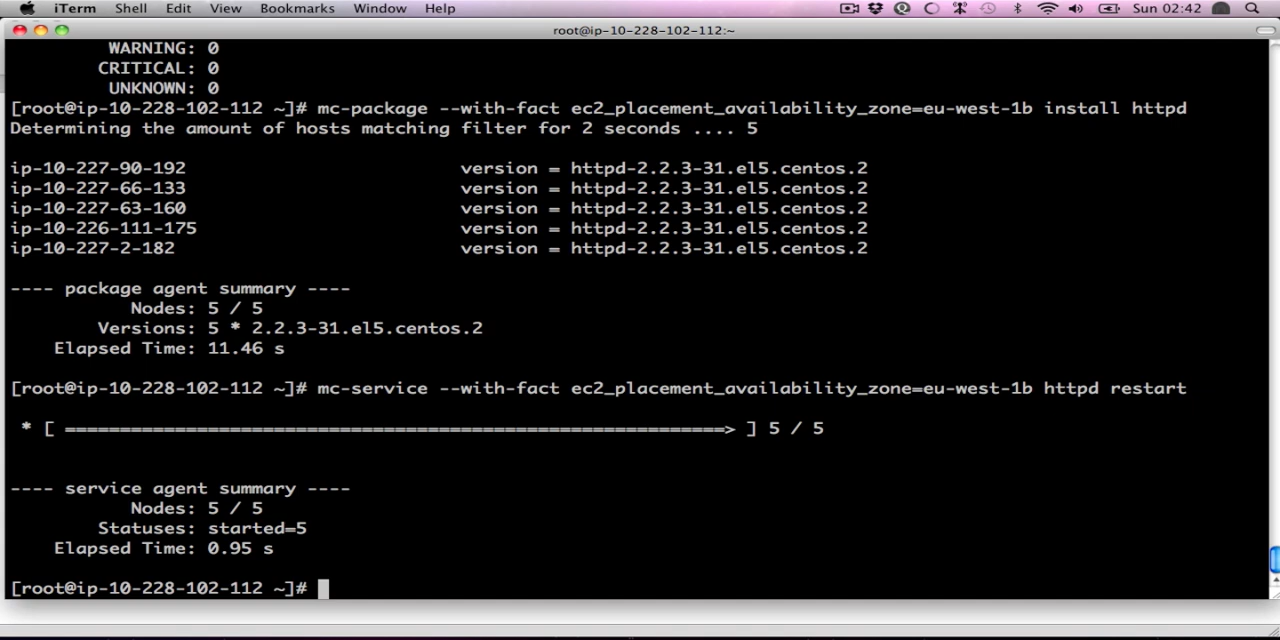 iTerm Shell Edit View Bookmarks Window Help Sun 02:42
root@ip-10-228-102-112:~
WARNING: 0
CRITICAL: 0
UNKNOWN: 0
[root@ip-10-228-102-112 ~]# mc-package --with-fact ec2_placement_availability_zone=eu-west-1b install httpd
Determining the amount of hosts matching filter for 2 seconds .... 5
ip-10-227-90-192 version = httpd-2.2.3-31.el5.centos.2
ip-10-227-66-133 version = httpd-2.2.3-31.el5.centos.2
ip-10-227-63-160 version = httpd-2.2.3-31.el5.centos.2
ip-10-226-111-175 version = httpd-2.2.3-31.el5.centos.2
ip-10-227-2-182 version = httpd-2.2.3-31.el5.centos.2
---- package agent summary ----
Nodes: 5 / 5
Versions: 5 * 2.2.3-31.el5.centos.2
Elapsed Time: 11.46 s
[root@ip-10-228-102-112 ~]# mc-service --with-fact ec2_placement_availability_zone=eu-west-1b httpd restart
* [ ============================================================> ] 5 / 5
---- service agent summary ----
Nodes: 5 / 5
Statuses: started=5
Elapsed Time: 0.95 s
[root@ip-10-228-102-112 ~]#